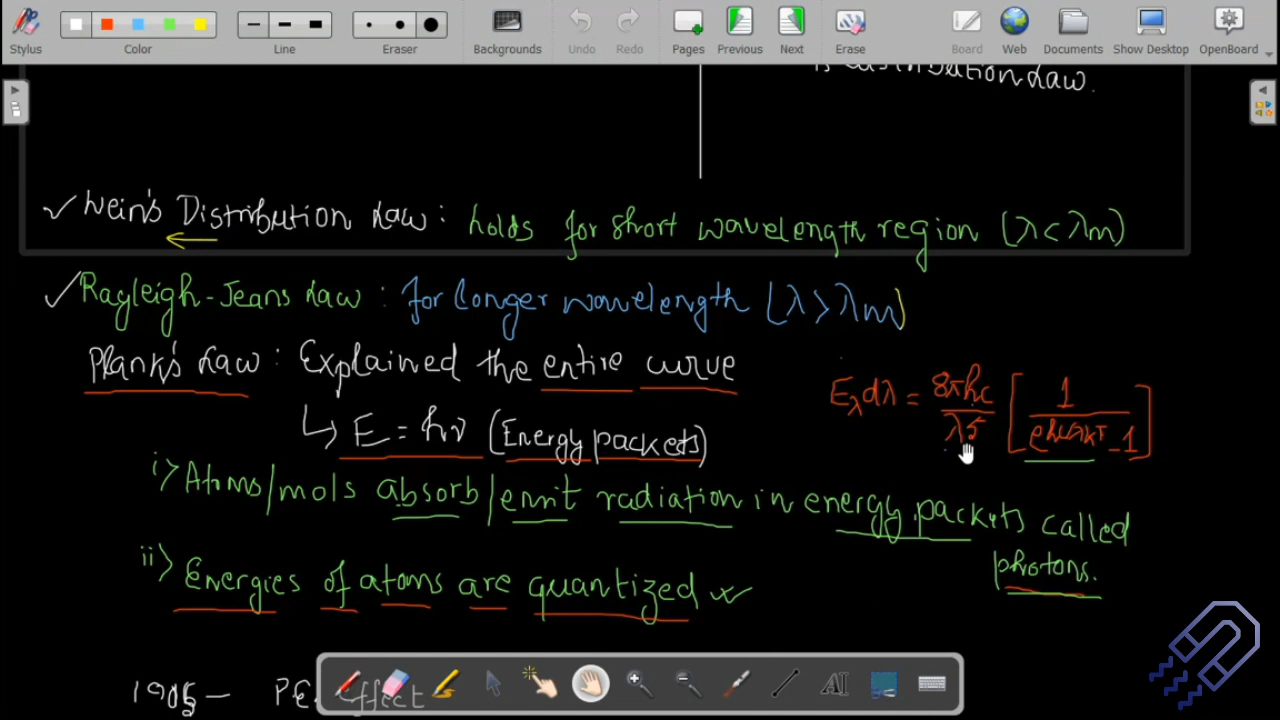 Stylus Color Line Eraser Backgrounds Undo Redo Pages Previous Next Erase Board Web Documents Show Desktop OpenBoard
Law.
✓ Wein's Distribution Law : holds for short wavelength region (λ<λm)
✓ Rayleigh-Jeans Law : for longer wavelength (λ>λm)
Plank's Law : Explained the entire curve
E_λ dλ = 8πhc/λ5 [1/(e^hc/λKT - 1)]
↳ E = hν (Energy packets)
i) Atoms/mols absorb/emit radiation in energy packets called
photons.
ii) Energies of atoms are quantized
1905 — P.E. Effect
AI